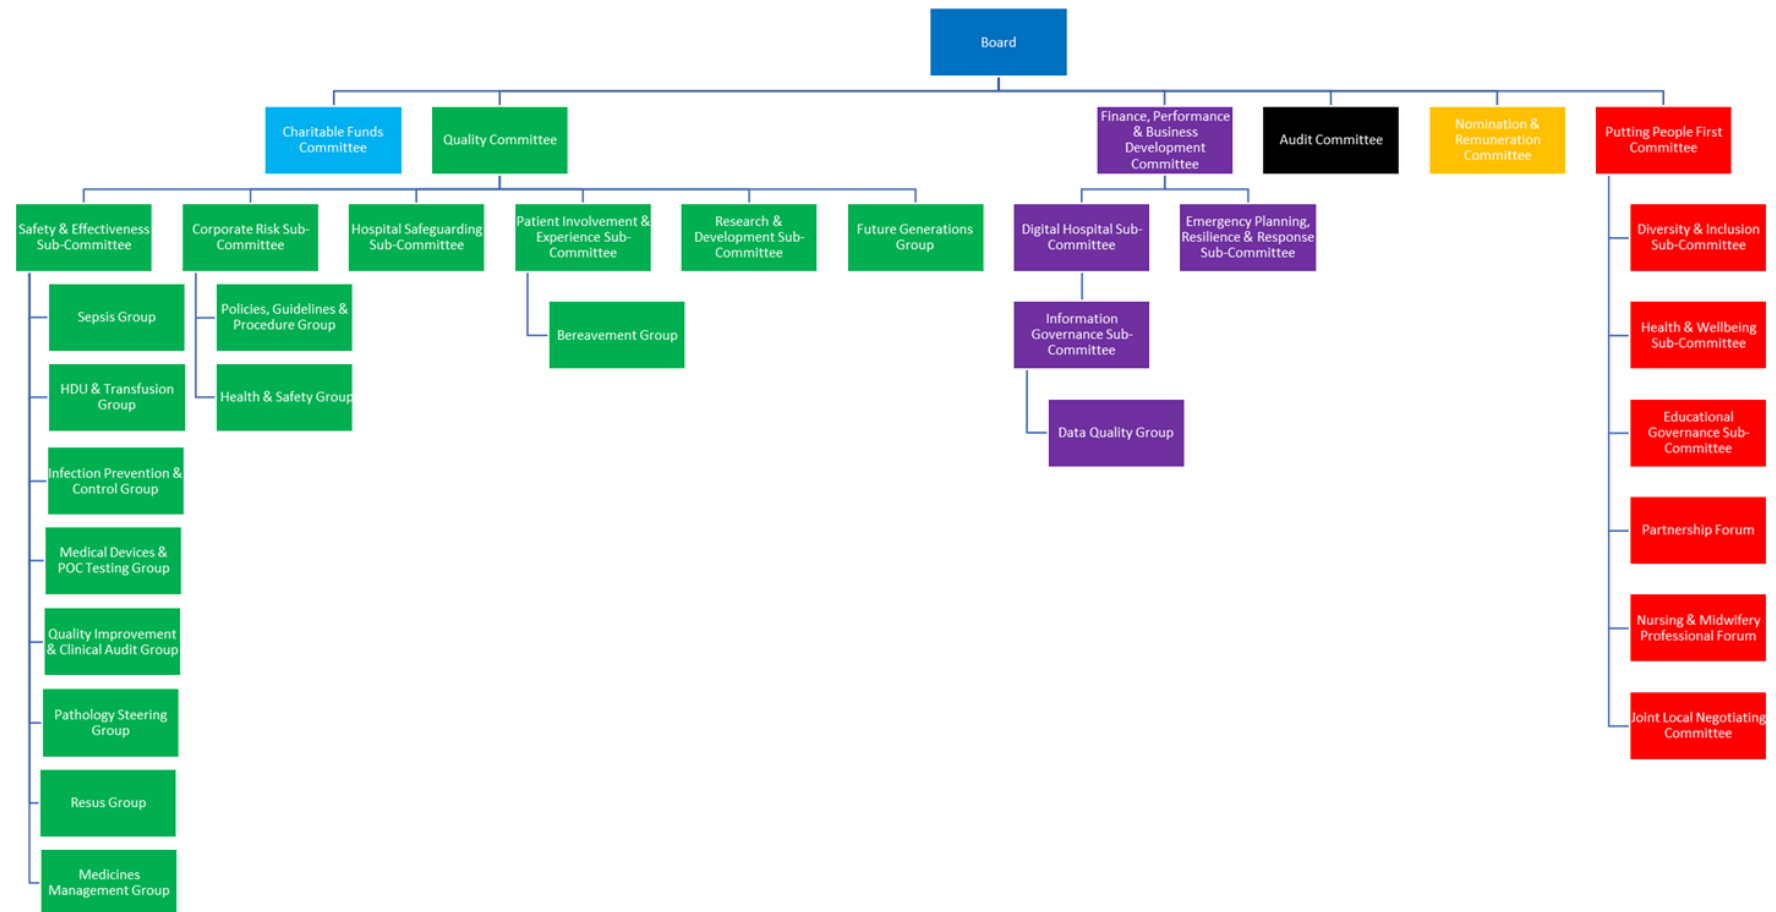 Board
Charitable Funds
Committee
Quality Committee
Finance, Performance
& Business
Development
Committee
Audit Committee
Nomination &
Remuneration
Committee
Putting People First
Committee
Safety & Effectiveness
Sub-Committee
Corporate Risk Sub-
Committee
Hospital Safeguarding
Sub-Committee
Patient Involvement &
Experience Sub-
Committee
Research &
Development Sub-
Committee
Future Generations
Group
Digital Hospital Sub-
Committee
Emergency Planning,
Resilience & Response
Sub-Committee
Diversity & Inclusion
Sub-Committee
Sepsis Group
Policies, Guidelines &
Procedure Group
Bereavement Group
Information
Governance Sub-
Committee
Health & Wellbeing
Sub-Committee
HDU & Transfusion
Group
Health & Safety Group
Data Quality Group
Educational
Governance Sub-
Committee
Infection Prevention &
Control Group
Partnership Forum
Medical Devices &
POC Testing Group
Nursing & Midwifery
Professional Forum
Quality Improvement
& Clinical Audit Group
Joint Local Negotiating
Committee
Pathology Steering
Group
Resus Group
Medicines
Management Group